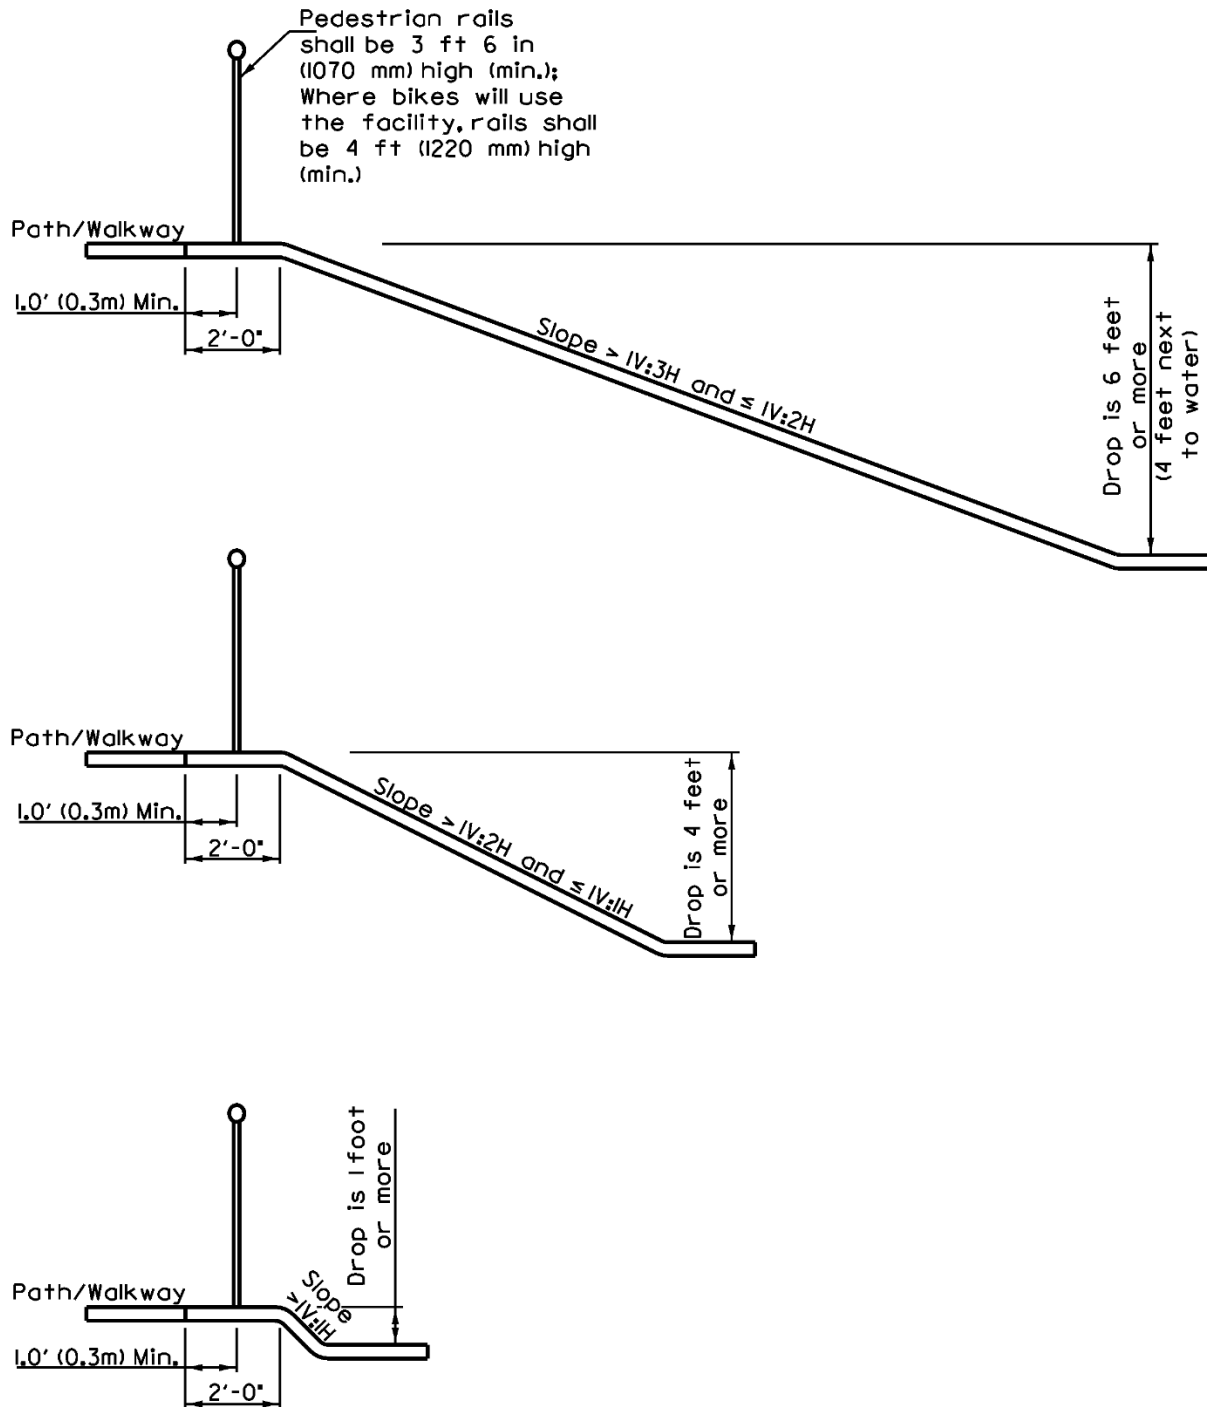 Pedestrian rails
shall be 3 ft 6 in
(1070 mm) high (min.);
Where bikes will use
the facility, rails shall
be 4 ft (1220 mm) high
(min.)
Path/Walkway
1.0' (0.3m) Min.
2'-0"
Slope > 1V:3H and ≤ 1V:2H
Drop is 6 feet
or more
(4 feet next
to water)
Path/Walkway
1.0' (0.3m) Min.
2'-0"
Slope > 1V:2H and ≤ 1V:1H
Drop is 4 feet
or more
Path/Walkway
1.0' (0.3m) Min.
2'-0"
Slope
>1V:1H
Drop is 1 foot
or more